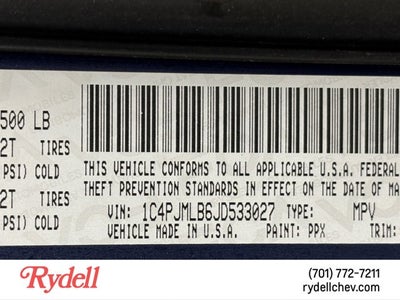 500 LB
2T TIRES
PSI) COLD
2T TIRES
PSI) COLD
THIS VEHICLE CONFORMS TO ALL APPLICABLE U.S.A. FEDERAL
THEFT PREVENTION STANDARDS IN EFFECT ON THE DATE OF MA
VIN: 1C4PJMLB6JD533027 TYPE: MPV
VEHICLE MADE IN U.S.A. PAINT: PPX TRIM:
Rydell
(701) 772-7211
rydellchev.com